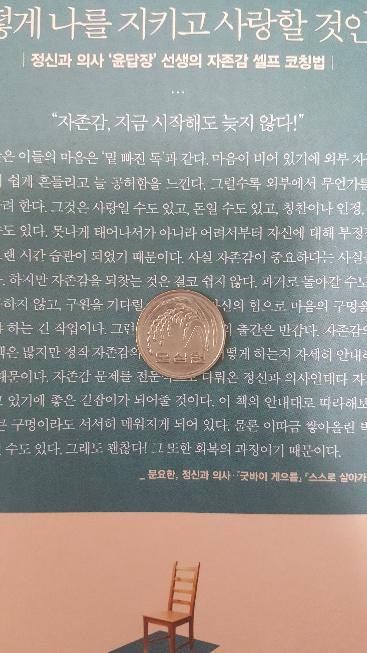 떻게 나를 지키고 사랑할 것인
| 정신과 의사 '윤답장' 선생의 자존감 셀프 코칭법 |
...
"자존감, 지금 시작해도 늦지 않다!"
은 이들의 마음은 '밑 빠진 독'과 같다. 마음이 비어 있기에 외부 자
쉽게 흔들리고 늘 공허함을 느낀다. 그럴수록 외부에서 무언가를
려 한다. 그것은 사랑일 수도 있고, 돈일 수도 있고, 칭찬이나 인정,
수도 있다. 못나게 태어나서가 아니라 어려서부터 자신에 대해 부정
랜 시간 습관이 되었기 때문이다. 사실 자존감이 중요하다는 사실을
. 하지만 자존감을 되찾는 것은 결코 쉽지 않다. 과거로 돌아갈 수도
하지 않고, 구원을 기다릴 신의 힘으로 마음의 구멍을
하는 긴 작업이다. 그런 의 출간은 반갑다. 자존감의
책은 많지만 정작 자존감의 떻게 하는지 자세히 안내하
오십원
때문이다. 자존감 문제를 전문적으로 다뤄온 정신과 의사인데다 자
고 있기에 좋은 길잡이가 되어줄 것이다. 이 책의 안내대로 따라해보
큰 구멍이라도 서서히 메워지게 되어 있다. 물론 이따금 쌓아올린 벽
수도 있다. 그래도 괜찮다! 그 또한 회복의 과정이기 때문이다.
_ 문요한, 정신과 의사·『굿바이 게으름』『스스로 살아가